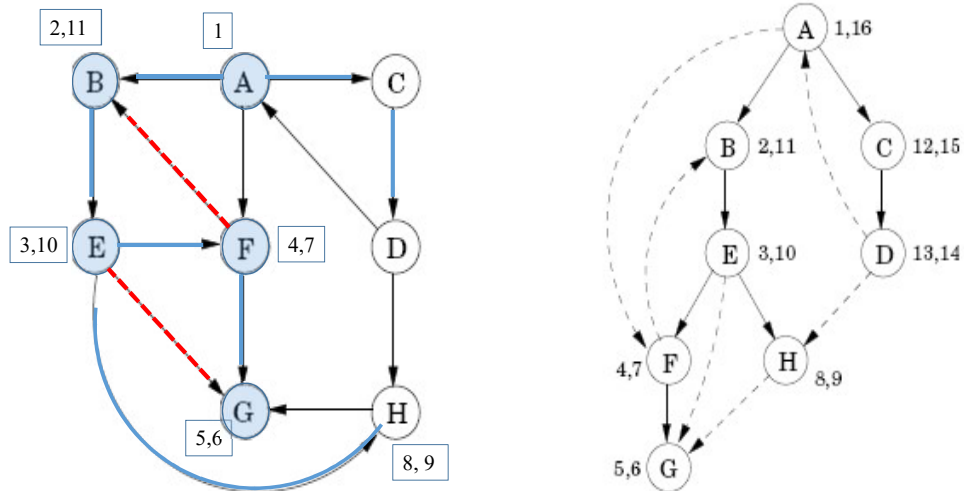 2,11
1
B
A
C
3,10
E
F
4,7
D
G
5,6
H
8, 9
A
1,16
B
2,11
C
12,15
E
3,10
D
13,14
4,7
F
H
8,9
5,6
G